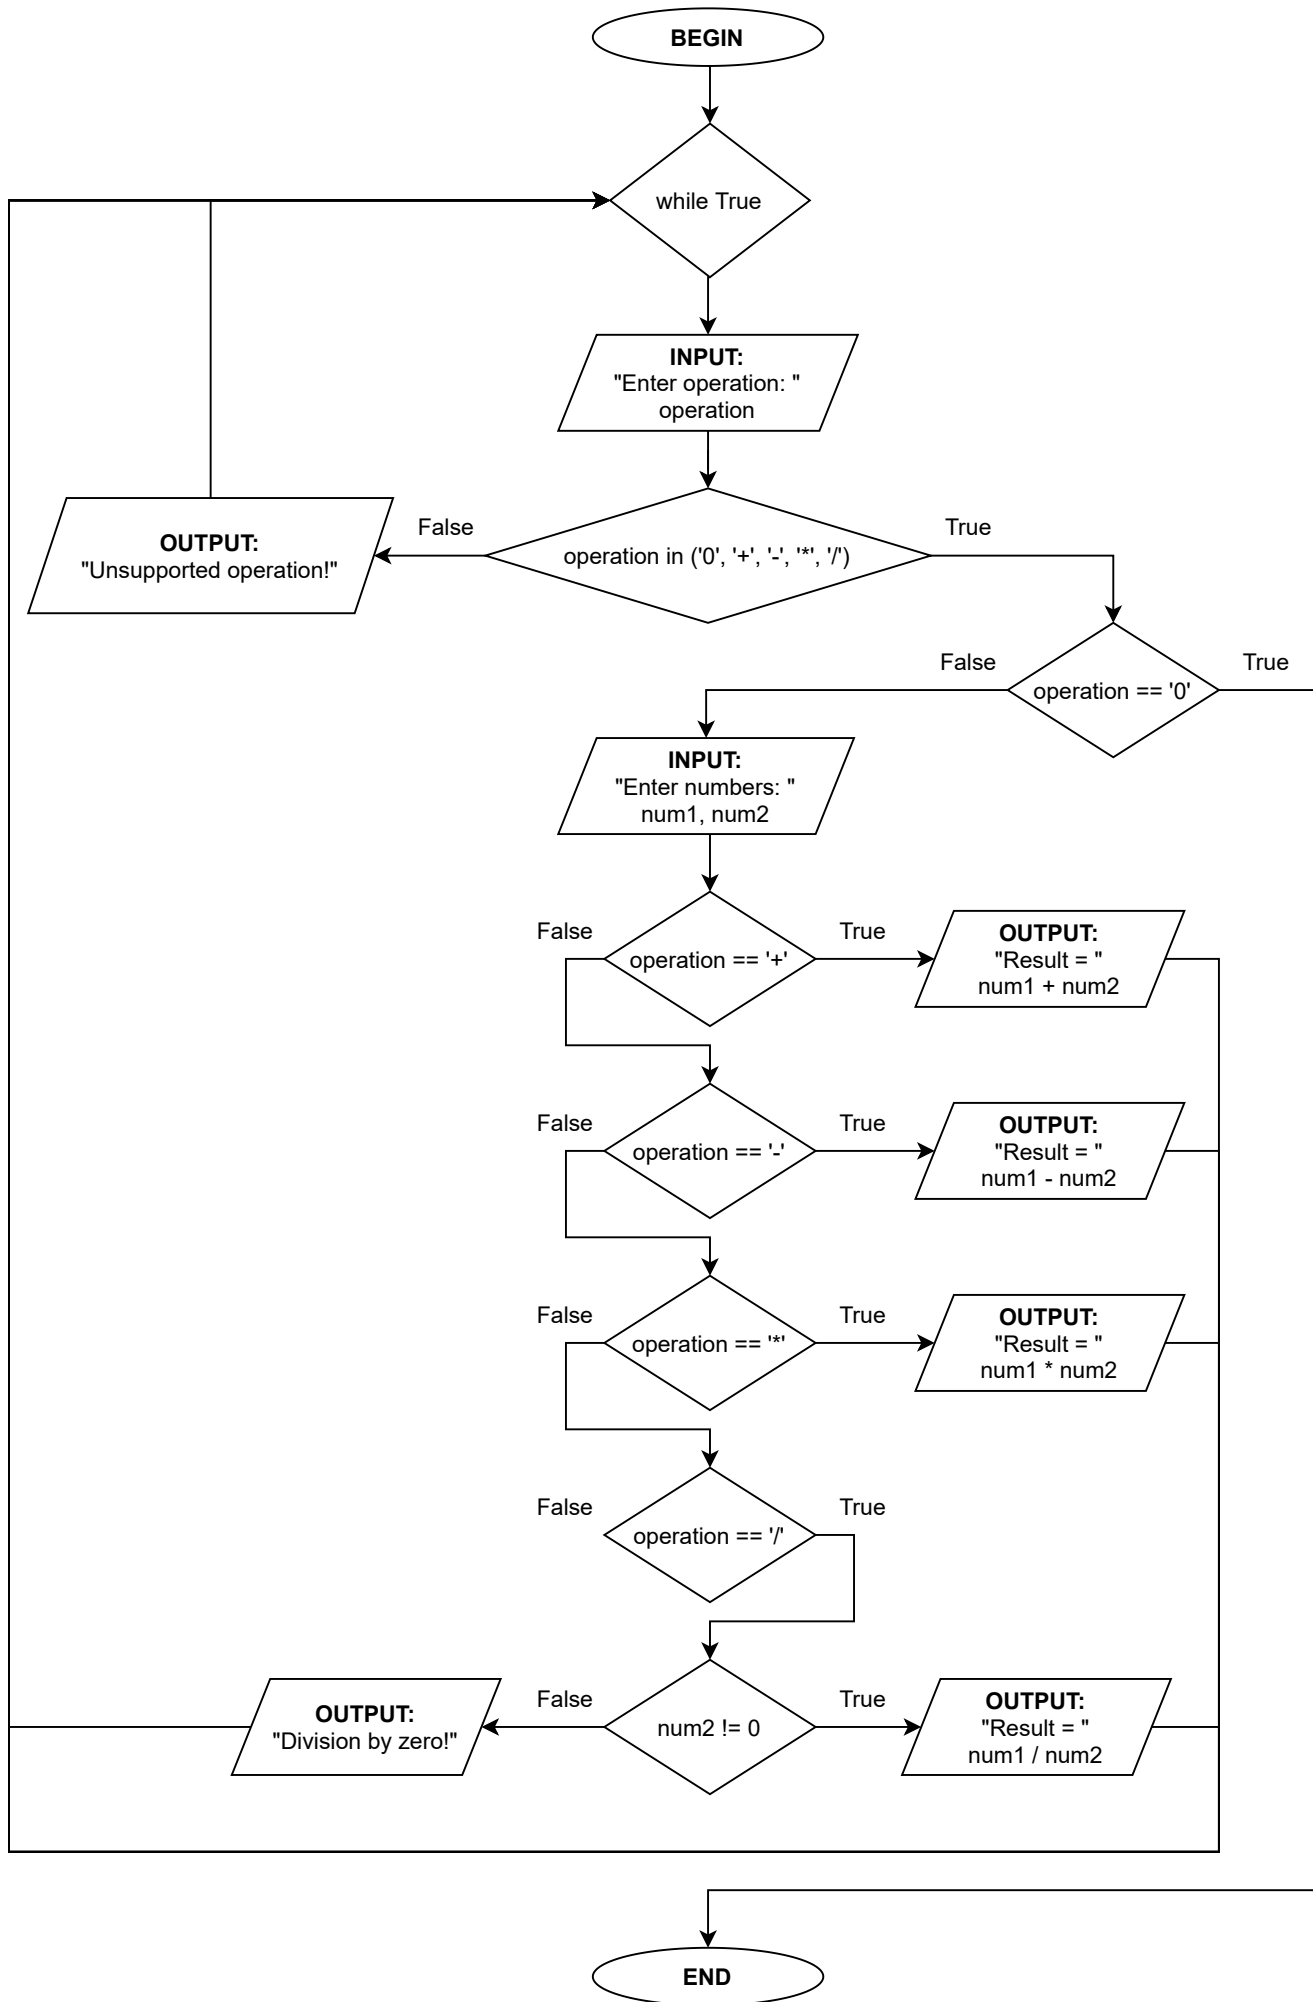 BEGIN
while True
INPUT:
"Enter operation: "
operation
False
True
operation in ('0', '+', '-', '*', '/')
OUTPUT:
"Unsupported operation!"
False
True
operation == '0'
INPUT:
"Enter numbers: "
num1, num2
False
True
operation == '+'
OUTPUT:
"Result = "
num1 + num2
False
True
operation == '-'
OUTPUT:
"Result = "
num1 - num2
False
True
operation == '*'
OUTPUT:
"Result = "
num1 * num2
False
True
operation == '/'
OUTPUT:
"Division by zero!"
False
True
num2 != 0
OUTPUT:
"Result = "
num1 / num2
END